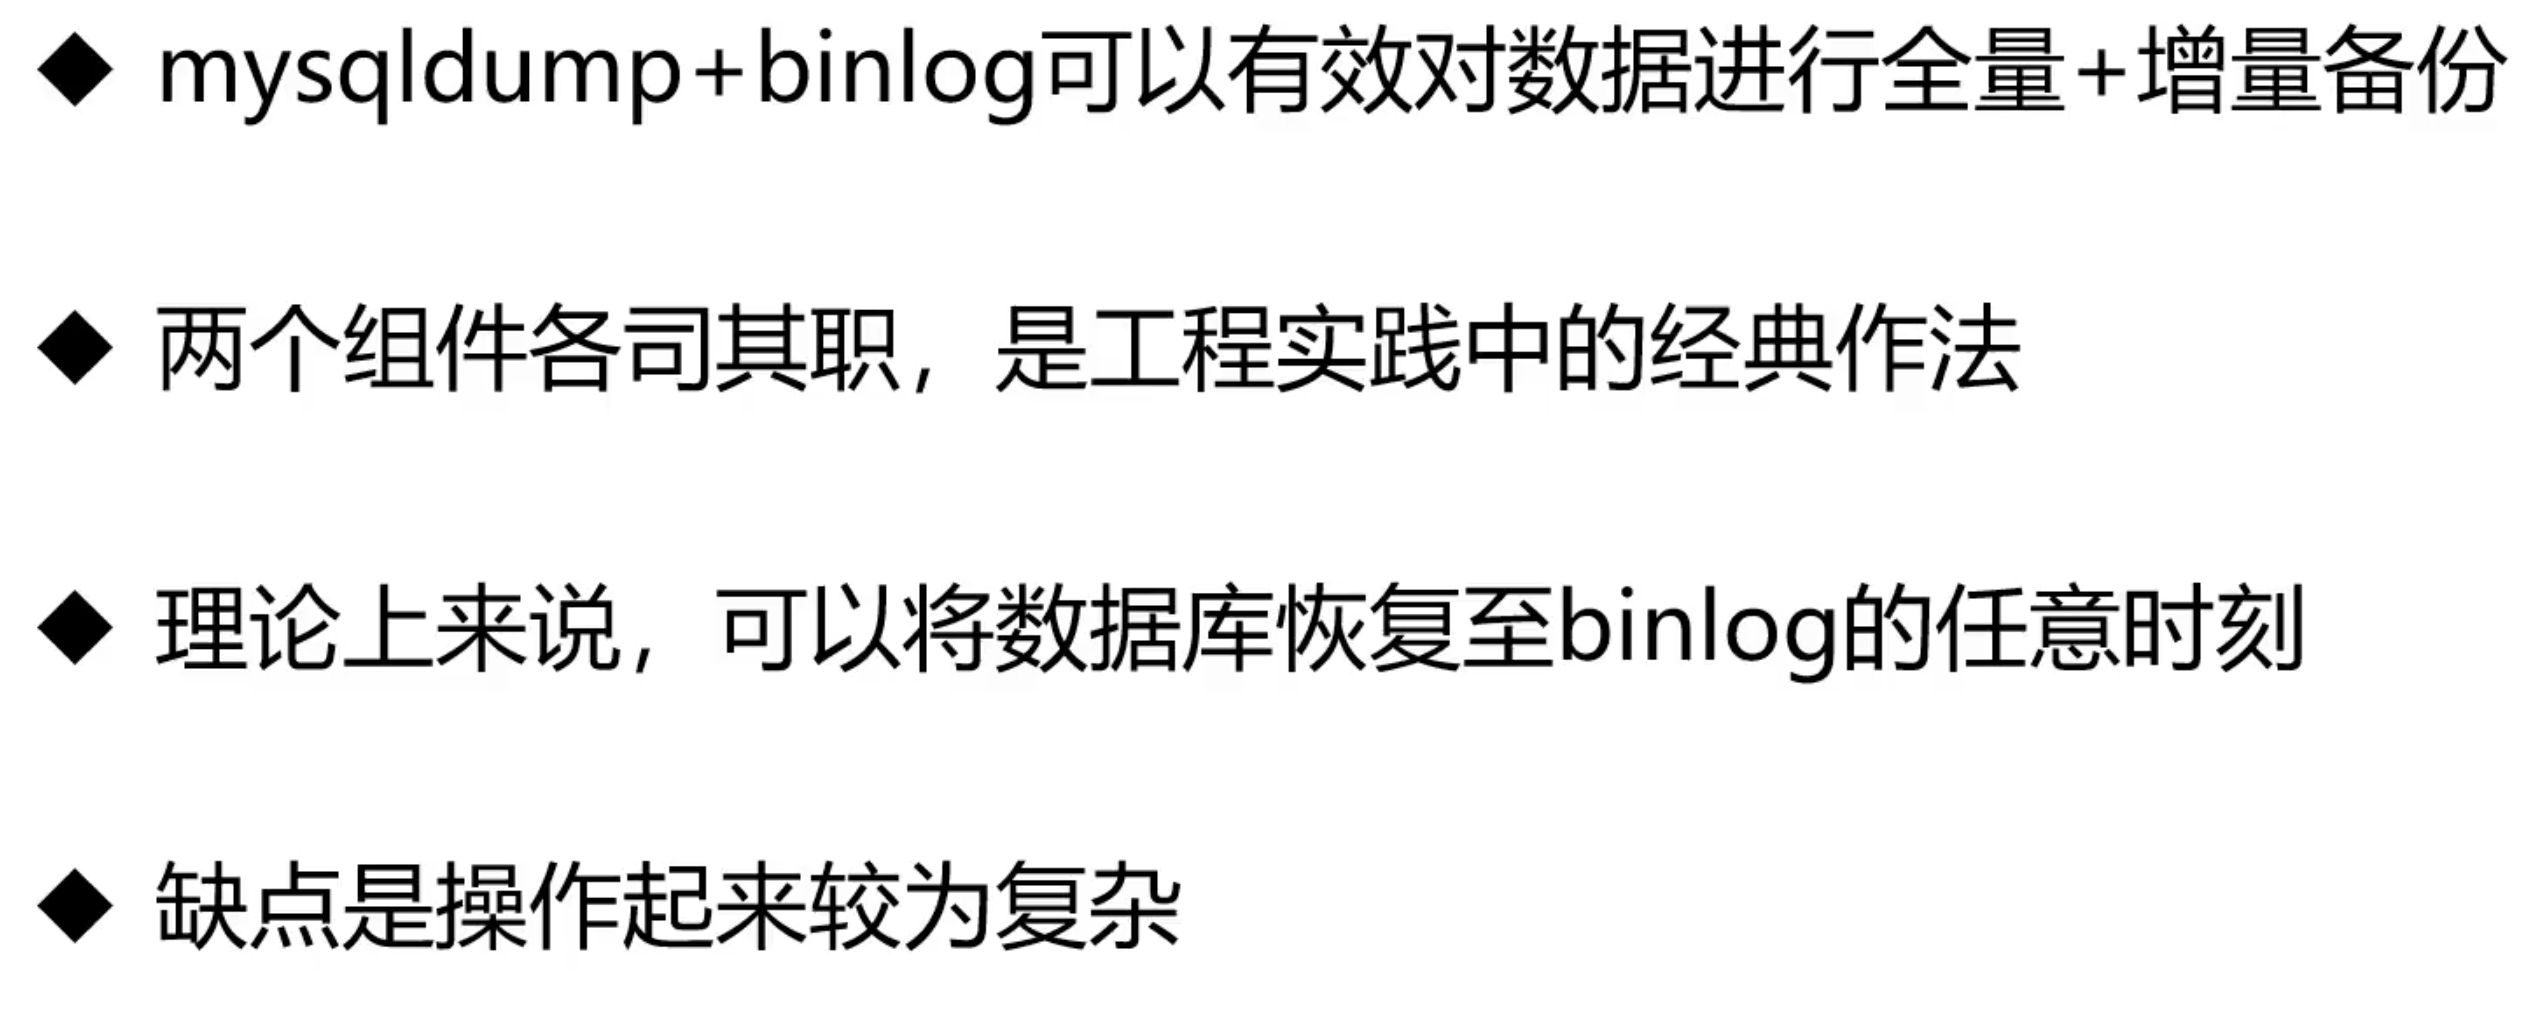 ◆ mysqldump+binlog可以有效对数据进行全量+增量备份
◆ 两个组件各司其职，是工程实践中的经典作法
◆ 理论上来说，可以将数据库恢复至binlog的任意时刻
◆ 缺点是操作起来较为复杂